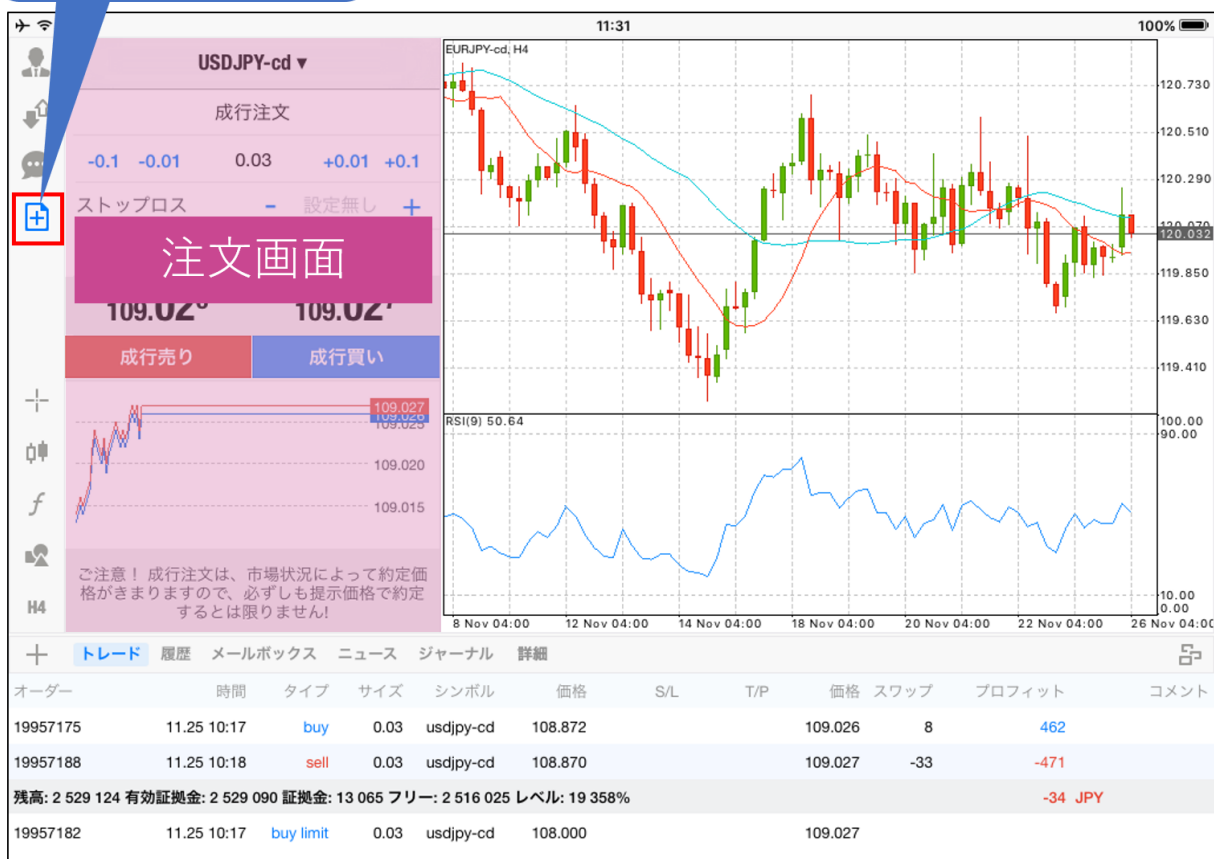 11:31
100%
USDJPY-cd ▼
成行注文
-0.1 -0.01 0.03 +0.01 +0.1
ストップロス - 設定無し +
注文画面
109.026 109.027
成行売り 成行買い
109.027
109.026
109.025
109.020
109.015
ご注意！ 成行注文は、市場状況によって約定価
格がきまりますので、必ずしも提示価格で約定
するとは限りません!
H4
EURJPY-cd, H4
120.730
120.510
120.290
120.070
120.032
119.850
119.630
119.410
RSI(9) 50.64
100.00
90.00
10.00
0.00
8 Nov 04:00 12 Nov 04:00 14 Nov 04:00 18 Nov 04:00 20 Nov 04:00 22 Nov 04:00 26 Nov 04:00
トレード 履歴 メールボックス ニュース ジャーナル 詳細
オーダー 時間 タイプ サイズ シンボル 価格 S/L T/P 価格 スワップ プロフィット コメント
19957175 11.25 10:17 buy 0.03 usdjpy-cd 108.872 109.026 8 462
19957188 11.25 10:18 sell 0.03 usdjpy-cd 108.870 109.027 -33 -471
残高: 2 529 124 有効証拠金: 2 529 090 証拠金: 13 065 フリー: 2 516 025 レベル: 19 358% -34 JPY
19957182 11.25 10:17 buy limit 0.03 usdjpy-cd 108.000 109.027